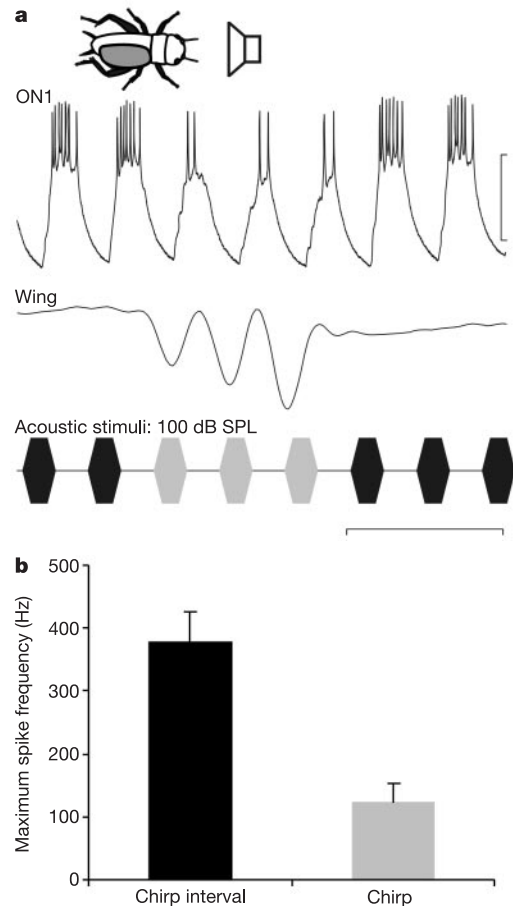 a
ON1
Wing
Acoustic stimuli: 100 dB SPL
b
Maximum spike frequency (Hz)
500
400
300
200
100
0
Chirp interval
Chirp